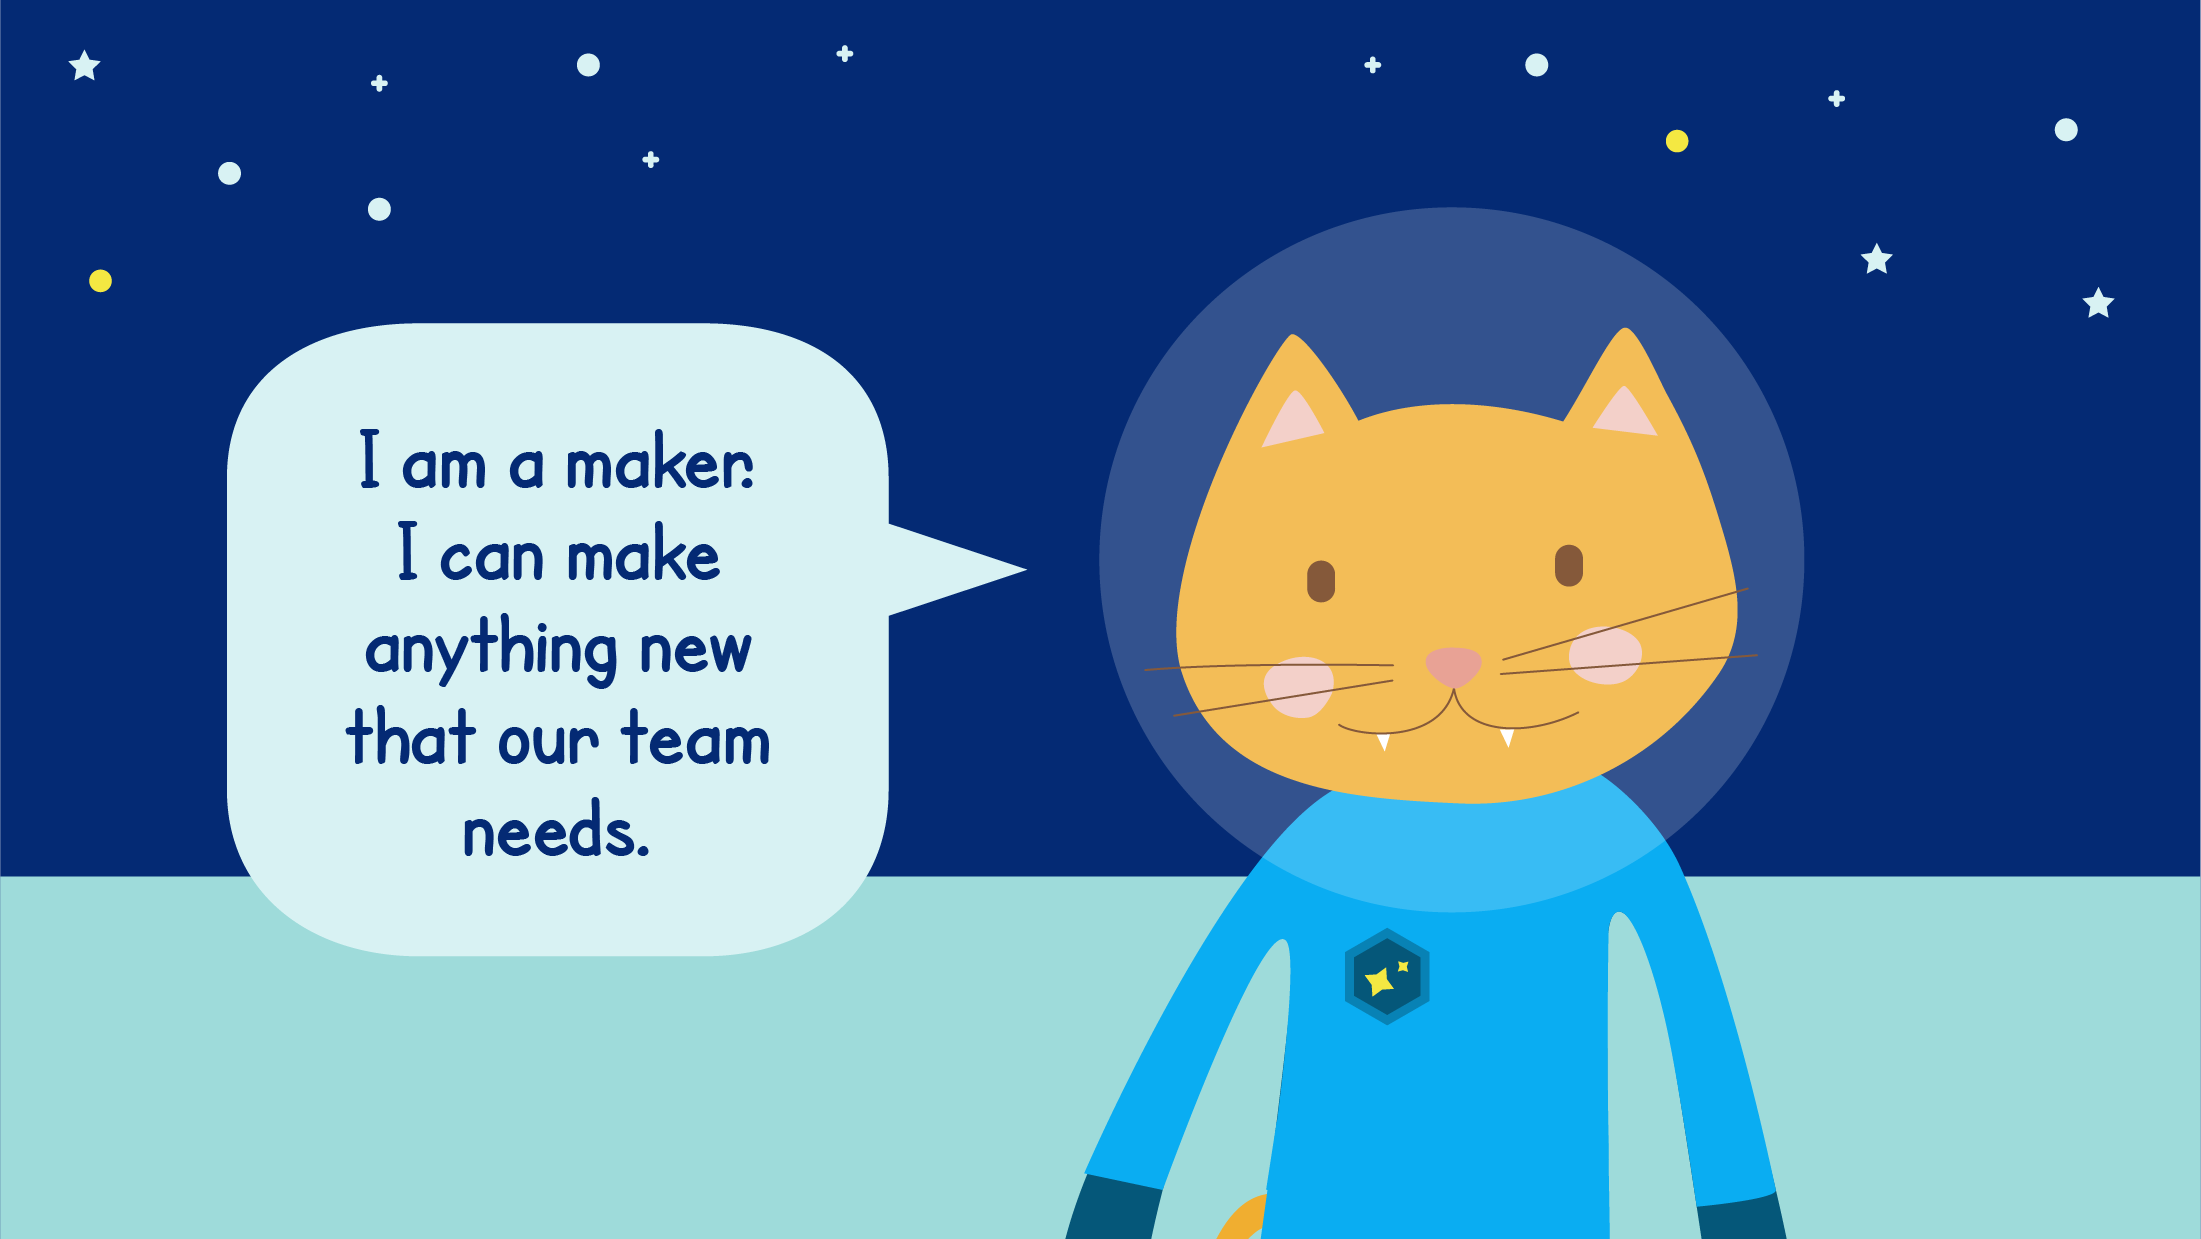 I am a maker.
I can make
anything new
that our team
needs.